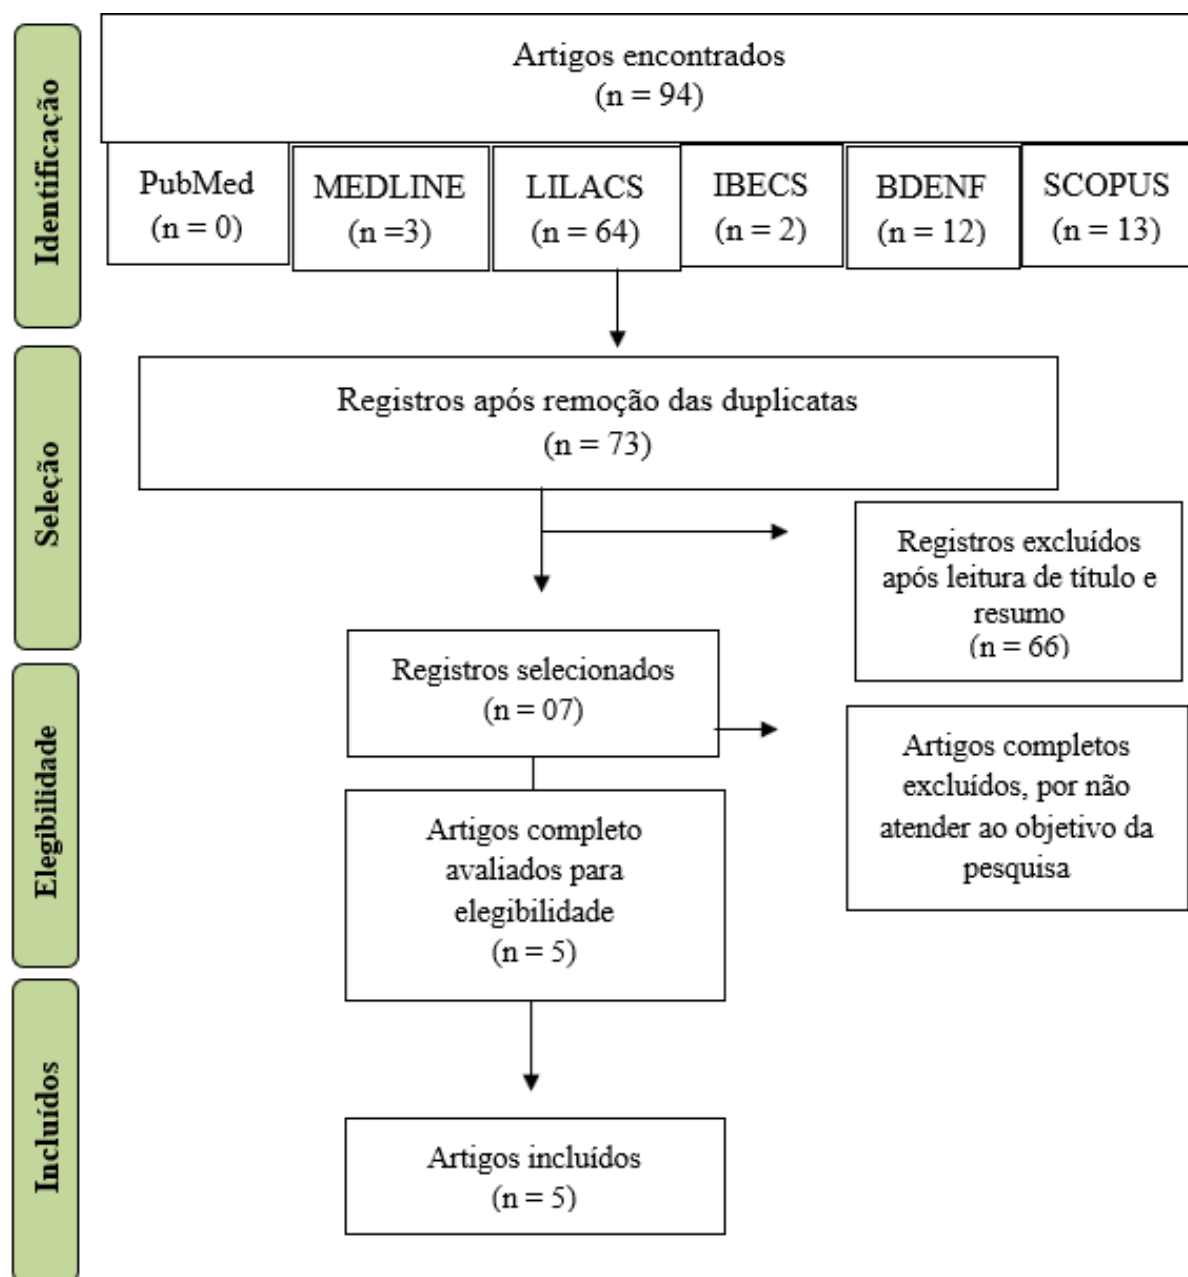 Identificação
Artigos encontrados
(n = 94)
PubMed
(n = 0)
MEDLINE
(n =3)
LILACS
(n = 64)
IBECS
(n = 2)
BDENF
(n = 12)
SCOPUS
(n = 13)
Seleção
Registros após remoção das duplicatas
(n = 73)
Registros excluídos
após leitura de título e
resumo
(n = 66)
Elegibilidade
Registros selecionados
(n = 07)
Artigos completos
excluídos, por não
atender ao objetivo da
pesquisa
Artigos completo
avaliados para
elegibilidade
(n = 5)
Incluídos
Artigos incluídos
(n = 5)